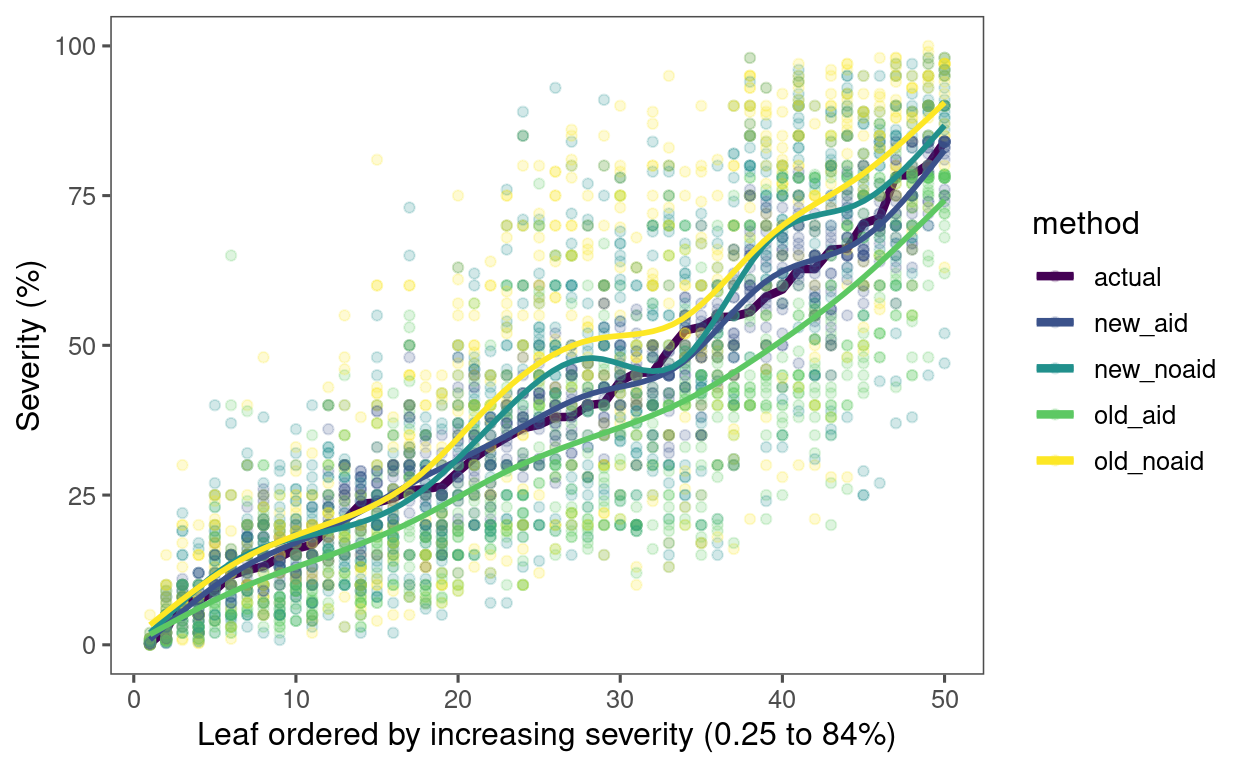 100
75
50
25
0
Severity (%)
0 10 20 30 40 50
Leaf ordered by increasing severity (0.25 to 84%)
method
actual
new_aid
new_noaid
old_aid
old_noaid